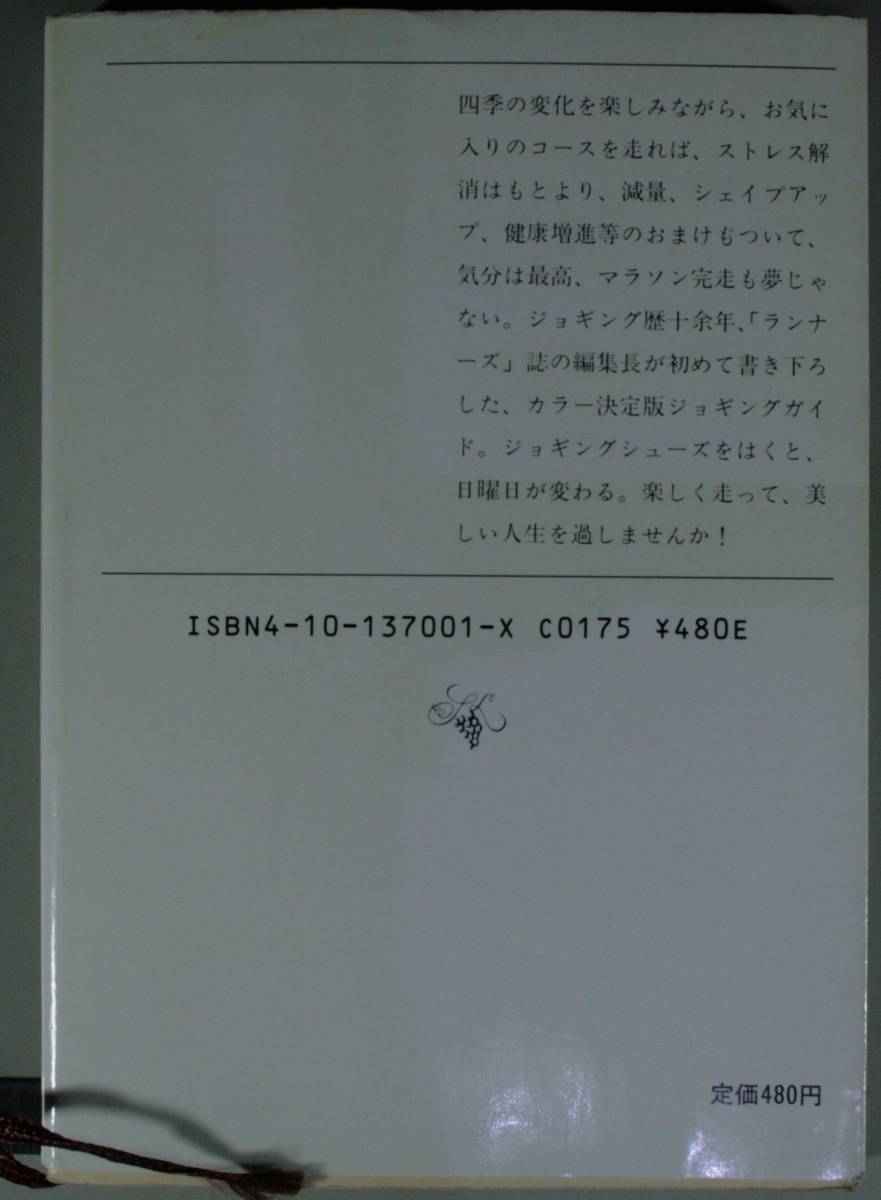 四季の変化を楽しみながら、お気に
入りのコースを走れば、ストレス解
消はもとより、減量、シェイプアッ
プ、健康増進等のおまけもついて、
気分は最高、マラソン完走も夢じゃ
ない。ジョギング歴十余年、「ランナ
ーズ」誌の編集長が初めて書き下ろ
した、カラー決定版ジョギングガイ
ド。ジョギングシューズをはくと、
日曜日が変わる。楽しく走って、美
しい人生を過しませんか！
ISBN4-10-137001-X C0175 ¥480E
定価480円